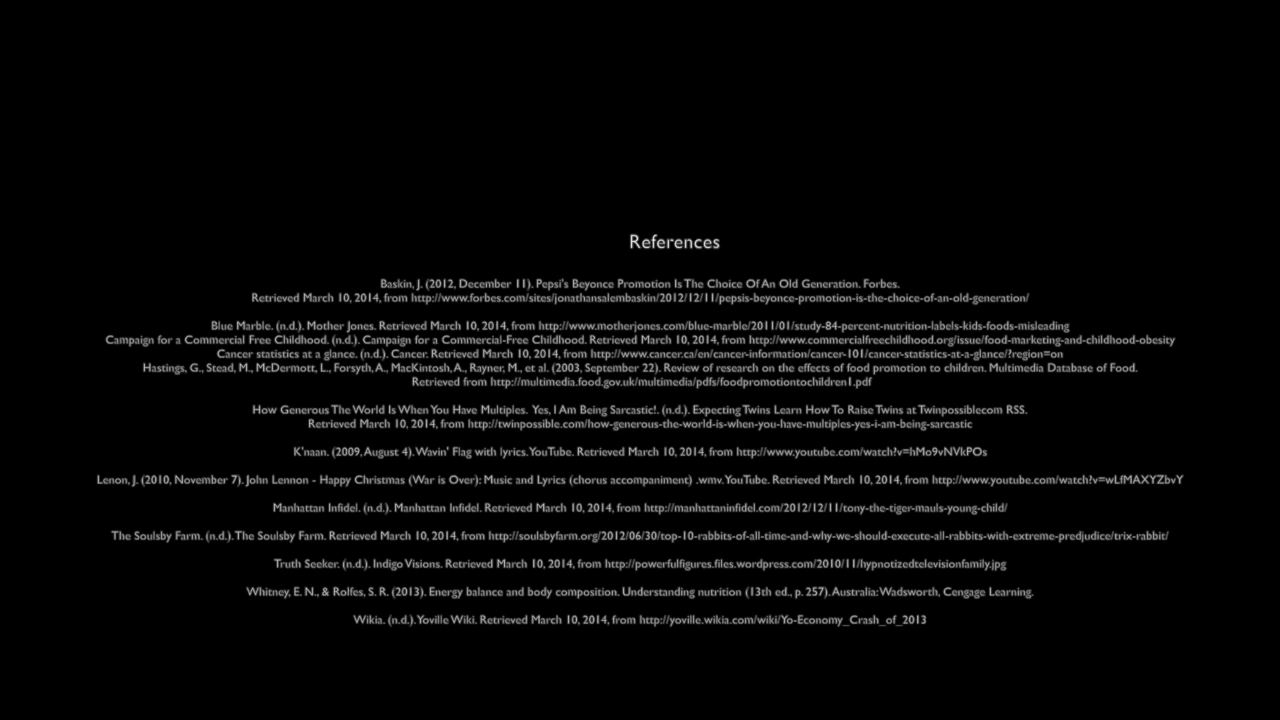 References
Baskin, J. (2012, December 11). Pepsi's Beyonce Promotion Is The Choice Of An Old Generation. Forbes.
Retrieved March 10, 2014, from http://www.forbes.com/sites/jonathansalembaskin/2012/12/11/pepsis-beyonce-promotion-is-the-choice-of-an-old-generation/
Blue Marble. (n.d.). Mother Jones. Retrieved March 10, 2014, from http://www.motherjones.com/blue-marble/2011/01/study-84-percent-nutrition-labels-kids-foods-misleading
Campaign for a Commercial Free Childhood. (n.d.). Campaign for a Commercial-Free Childhood. Retrieved March 10, 2014, from http://www.commercialfreechildhood.org/issue/food-marketing-and-childhood-obesity
Cancer statistics at a glance. (n.d.). Cancer. Retrieved March 10, 2014, from http://www.cancer.ca/en/cancer-information/cancer-101/cancer-statistics-at-a-glance/?region=on
Hastings, G., Stead, M., McDermott, L., Forsyth, A., MacKintosh, A., Rayner, M., et al. (2003, September 22). Review of research on the effects of food promotion to children. Multimedia Database of Food.
Retrieved from http://multimedia.food.gov.uk/multimedia/pdfs/foodpromotiontochildren1.pdf
How Generous The World Is When You Have Multiples. Yes, I Am Being Sarcastic!. (n.d.). Expecting Twins Learn How To Raise Twins at Twinpossiblecom RSS.
Retrieved March 10, 2014, from http://twinpossible.com/how-generous-the-world-is-when-you-have-multiples-yes-i-am-being-sarcastic
K'naan. (2009, August 4). Wavin' Flag with lyrics. YouTube. Retrieved March 10, 2014, from http://www.youtube.com/watch?v=hMo9vNVkPOs
Lenon, J. (2010, November 7). John Lennon - Happy Christmas (War is Over): Music and Lyrics (chorus accompaniment) .wmv. YouTube. Retrieved March 10, 2014, from http://www.youtube.com/watch?v=wLfMAXYZbvY
Manhattan Infidel. (n.d.). Manhattan Infidel. Retrieved March 10, 2014, from http://manhattaninfidel.com/2012/12/11/tony-the-tiger-mauls-young-child/
The Soulsby Farm. (n.d.). The Soulsby Farm. Retrieved March 10, 2014, from http://soulsbyfarm.org/2012/06/30/top-10-rabbits-of-all-time-and-why-we-should-execute-all-rabbits-with-extreme-predjudice/trix-rabbit/
Truth Seeker. (n.d.). Indigo Visions. Retrieved March 10, 2014, from http://powerfulfigures.files.wordpress.com/2010/11/hypnotizedtelevisionfamily.jpg
Whitney, E. N., & Rolfes, S. R. (2013). Energy balance and body composition. Understanding nutrition (13th ed., p. 257). Australia: Wadsworth, Cengage Learning.
Wikia. (n.d.). Yoville Wiki. Retrieved March 10, 2014, from http://yoville.wikia.com/wiki/Yo-Economy_Crash_of_2013